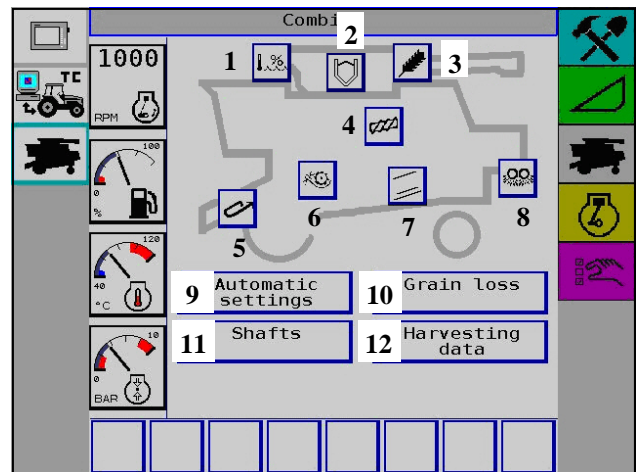 Combi
2
1000
1
%
3
TC
RPM
4
100
0
%
5
6
7
8
120
40
°C
9
Automatic
settings
10
Grain loss
11
Shafts
12
Harvesting
data
10
0
BAR